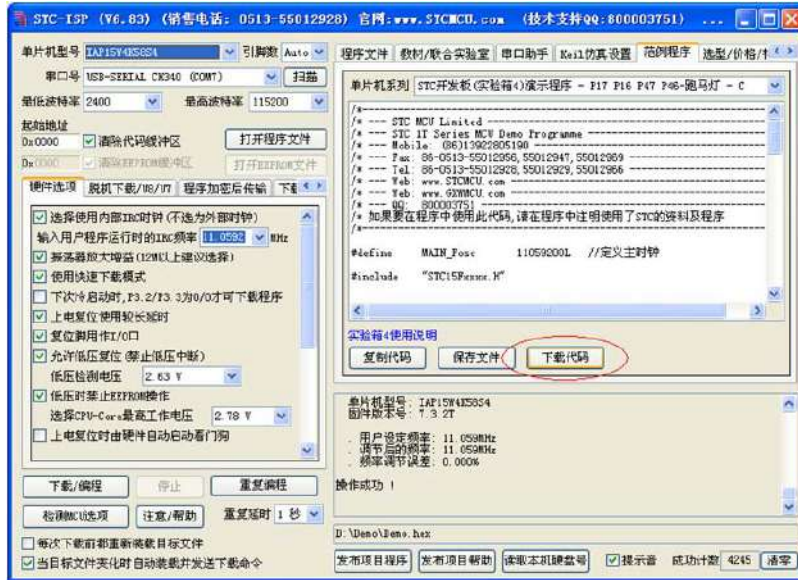 STC-ISP (V6.83) (销售电话: 0513-55012928) 官网:www.STCMCU.com (技术支持QQ:800003751) ...
单片机型号 IAP15W4K58S4 引脚数 Auto
串口号 USB-SERIAL CH340 (COM7) 扫描
最低波特率 2400 最高波特率 115200
起始地址
0x0000 清除代码缓冲区 打开程序文件
0x0000 清除EEPROM缓冲区 打开EEPROM文件
硬件选项 脱机下载/U8/U7 程序加密后传输
选择使用内部IRC时钟(不选为外部时钟)
输入用户程序运行时的IRC频率 11.0592 MHz
振荡器放大增益(12M以上建议选择)
使用快速下载模式
下次冷启动时,P3.2/P3.3为0/0才可下载程序
上电复位使用较长延时
复位脚用作I/O口
允许低压复位(禁止低压中断)
低压检测电压 2.63 V
低压时禁止EEPROM操作
选择CPU-Core最高工作电压 2.78 V
上电复位时由硬件自动启动看门狗
下载/编程 停止 重复编程
检测MCU选项 注意/帮助 重复延时 1 秒
每次下载前都重新装载目标文件
当目标文件变化时自动装载并发送下载命令
程序文件 教材/联合实验室 串口助手 Keil仿真设置 范例程序 选型/价格/
单片机系列 STC开发板(实验箱4)演示程序 - P17 P16 P47 P46-跑马灯 - C
/*---
/* --- STC MCU Limited ---
/* --- STC 1T Series MCU Demo Programme ---
/* --- Mobile: (86)13922805190 ---
/* --- Fax: 86-0513-55012956,55012947,55012969 ---
/* --- Tel: 86-0513-55012928,55012929,55012966 ---
/* --- Web: www.STCMCU.com ---
/* --- Web: www.GXWMCU.com ---
/* --- QQ: 800003751 ---
/* 如果要在程序中使用此代码,请在程序中注明使用了STC的资料及程序
/*---
#define MAIN_Fosc 11059200L //定义主时钟
#include "STC15Fxxxx.H"
实验箱4使用说明
复制代码 保存文件 下载代码
单片机型号: IAP15W4K58S4
固件版本号: 7.3.2T
. 用户设定频率: 11.059MHz
. 调节后的频率: 11.059MHz
. 频率调节误差: 0.000%
操作成功 !
D:\Demo\Demo.hex
发布项目程序 发布项目帮助 读取本机硬盘号 提示音 成功计数 4245 清零